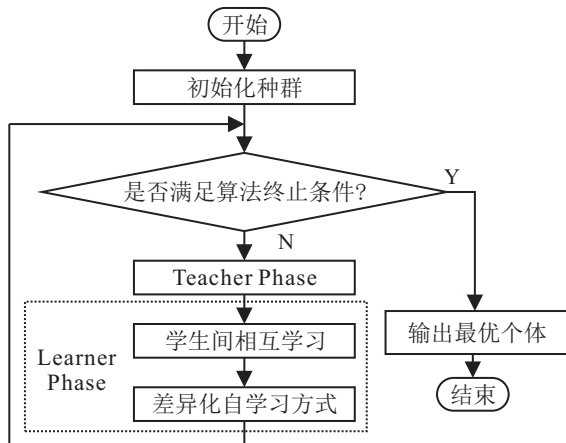 开始
初始化种群
是否满足算法终止条件?
Y
N
Teacher Phase
Learner
Phase
学生间相互学习
输出最优个体
差异化自学习方式
结束